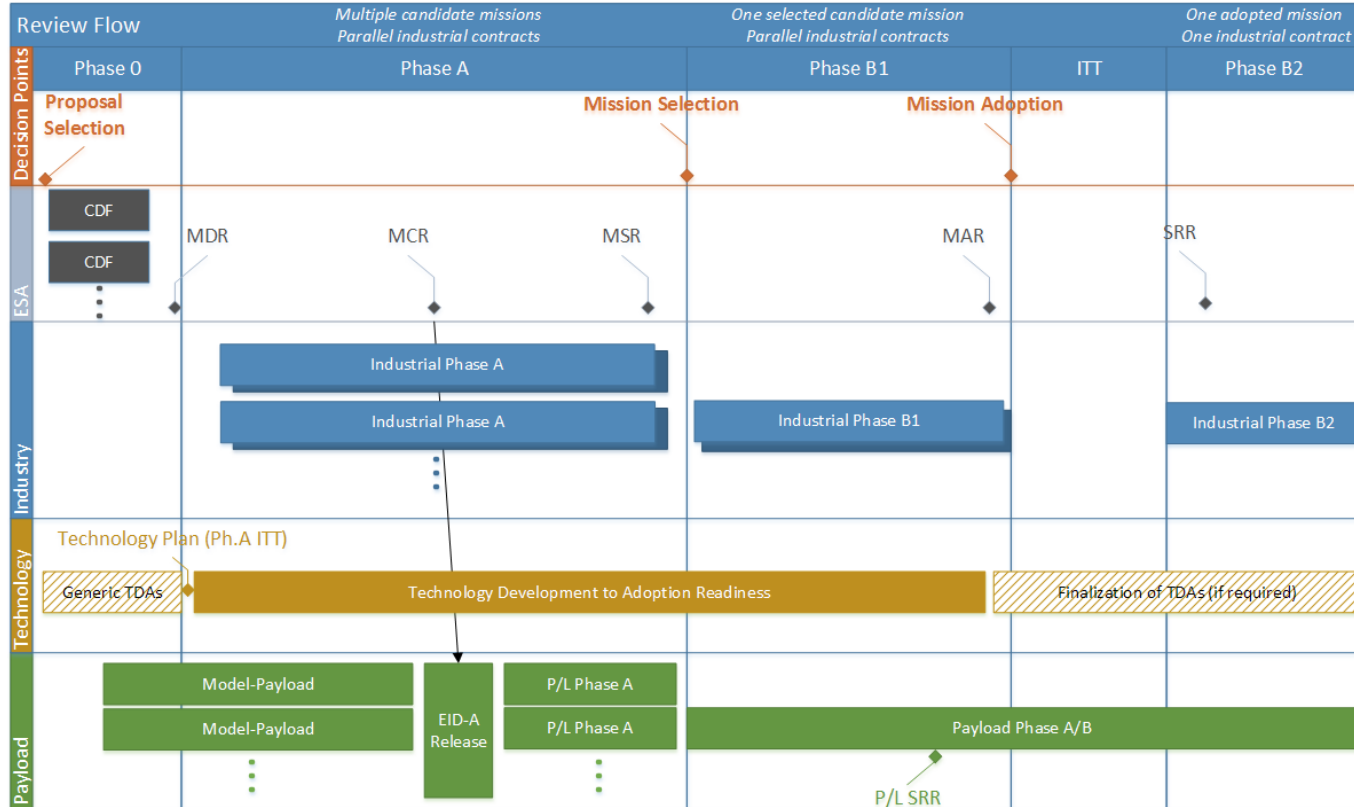 Review Flow
Multiple candidate missions
Parallel industrial contracts
One selected candidate mission
Parallel industrial contracts
One adopted mission
One industrial contract
Phase 0
Phase A
Phase B1
ITT
Phase B2
Decision Points
Proposal
Selection
Mission Selection
Mission Adoption
ESA
CDF
CDF
MDR
MCR
MSR
MAR
SRR
Industry
Industrial Phase A
Industrial Phase A
Industrial Phase B1
Industrial Phase B2
Technology
Technology Plan (Ph.A ITT)
Generic TDAs
Technology Development to Adoption Readiness
Finalization of TDAs (if required)
Payload
Model-Payload
Model-Payload
EID-A
Release
P/L Phase A
P/L Phase A
Payload Phase A/B
P/L SRR